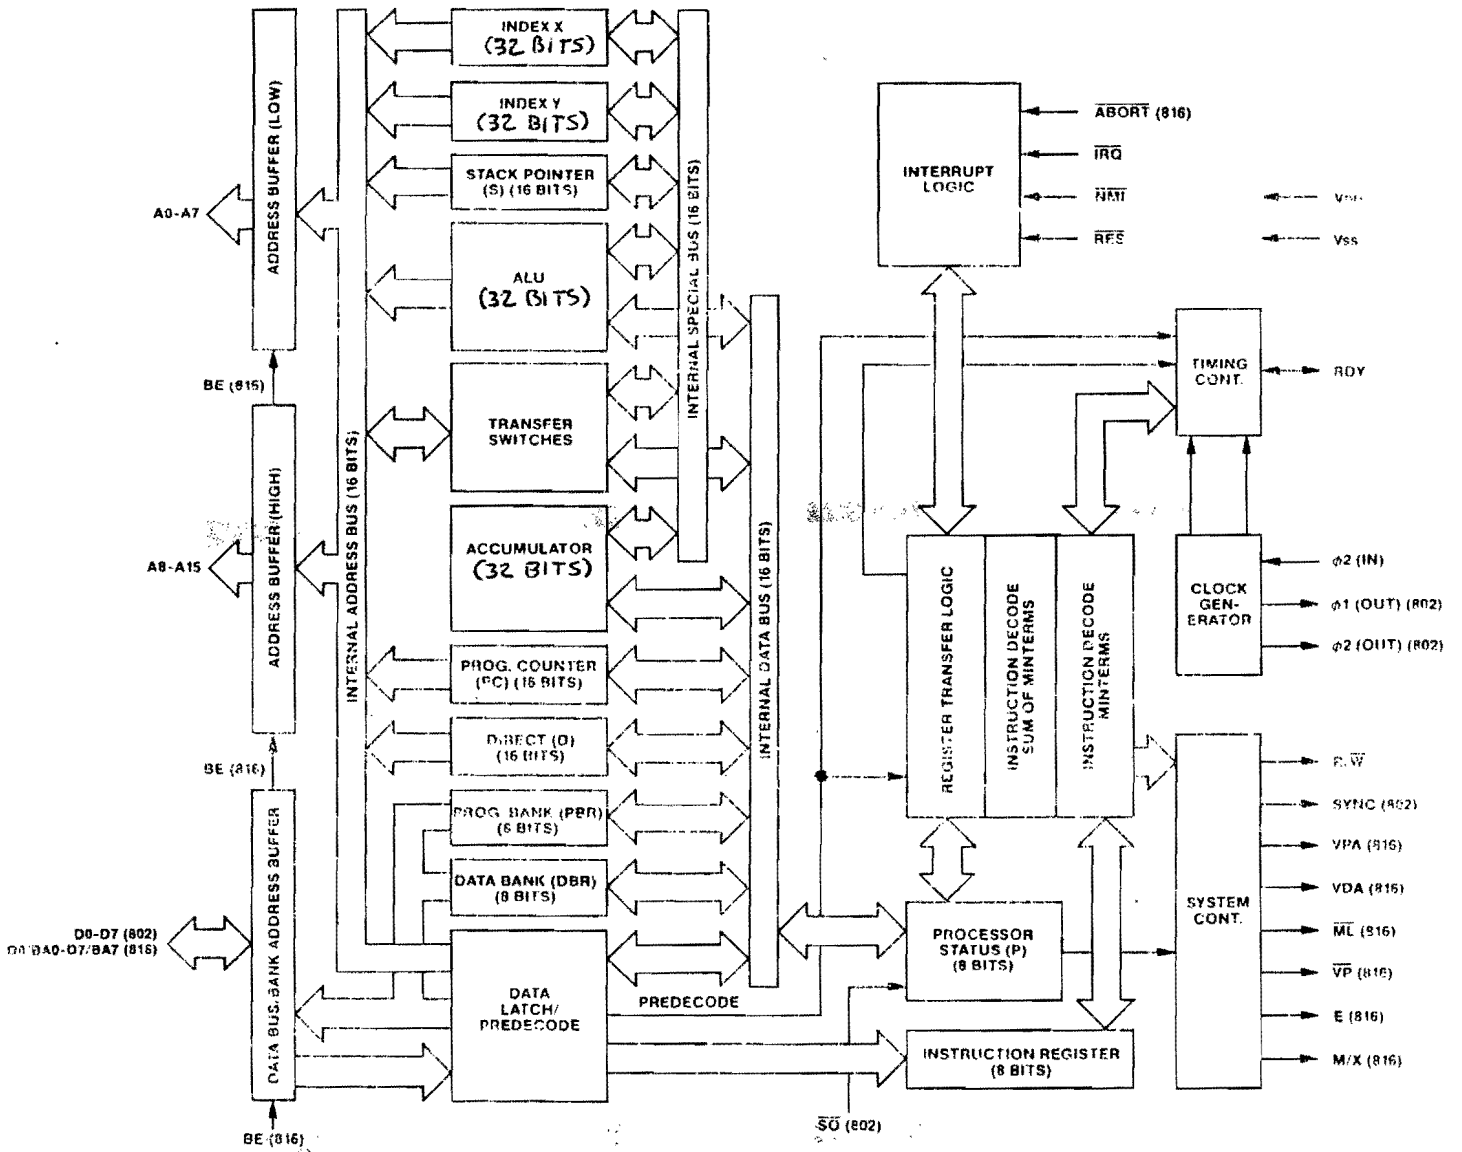 INDEX X
(32 BITS)
INDEX Y
(32 BITS)
STACK POINTER
(S) (16 BITS)
ALU
(32 BITS)
TRANSFER
SWITCHES
ACCUMULATOR
(32 BITS)
PROG. COUNTER
(PC) (16 BITS)
DIRECT (D)
(16 BITS)
PROG. BANK (PBR)
(8 BITS)
DATA BANK (DBR)
(8 BITS)
DATA
LATCH/
PREDECODE
ADDRESS BUFFER (LOW)
A0-A7
BE (816)
ADDRESS BUFFER (HIGH)
A8-A15
BE (816)
DATA BUS/BANK ADDRESS BUFFER
D0-D7 (802)
D0/BA0-D7/BA7 (816)
BE (816)
INTERNAL ADDRESS BUS (16 BITS)
INTERNAL SPECIAL BUS (16 BITS)
INTERNAL DATA BUS (16 BITS)
PREDECODE
INTERRUPT
LOGIC
ABORT (816)
IRQ
NMI
RES
Vss
TIMING
CONT.
RDY
REGISTER TRANSFER LOGIC
INSTRUCTION DECODE
SUM OF MINTERMS
INSTRUCTION DECODE
MINTERMS
CLOCK
GEN-
ERATOR
ϕ2 (IN)
ϕ1 (OUT) (802)
ϕ2 (OUT) (802)
SYSTEM
CONT.
R/W
SYNC (802)
VPA (816)
VDA (816)
ML (816)
VP (816)
E (816)
M/X (816)
PROCESSOR
STATUS (P)
(8 BITS)
INSTRUCTION REGISTER
(8 BITS)
SO (802)